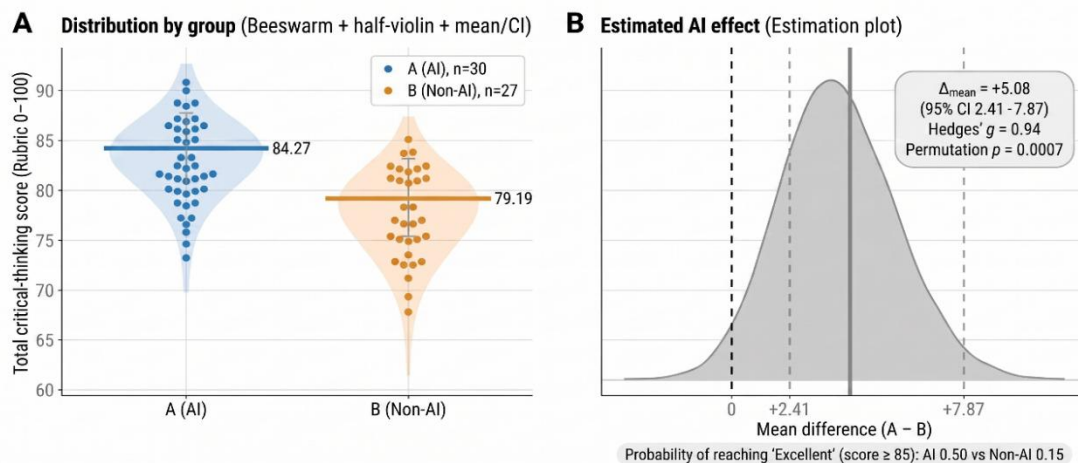 A Distribution by group (Beeswarm + half-violin + mean/CI)
Total critical-thinking score (Rubric 0–100)
90
85
80
75
70
65
60
A (AI), n=30
B (Non-AI), n=27
84.27
79.19
A (AI)
B (Non-AI)
B Estimated AI effect (Estimation plot)
Δmean = +5.08
(95% CI 2.41 - 7.87)
Hedges' g = 0.94
Permutation p = 0.0007
0
+2.41
+7.87
Mean difference (A – B)
Probability of reaching 'Excellent' (score ≥ 85): AI 0.50 vs Non-AI 0.15